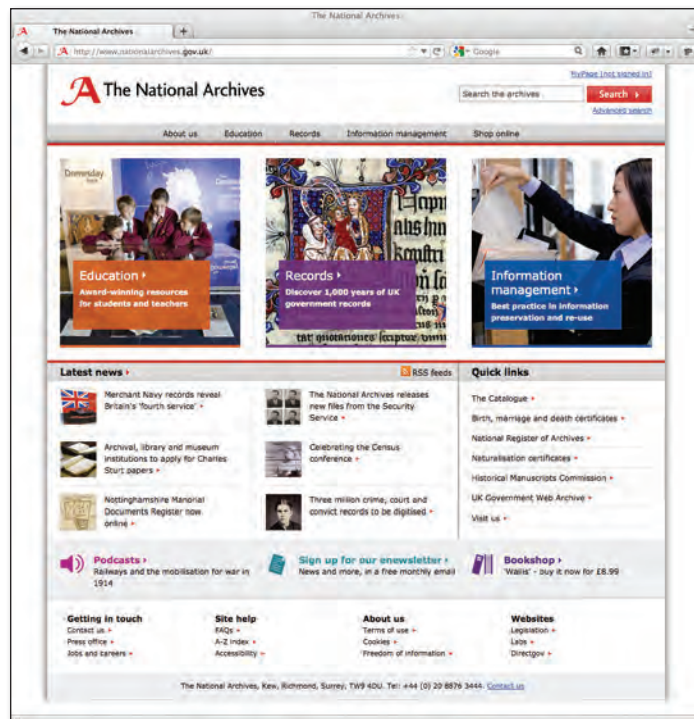 The National Archives
The National Archives
http://www.nationalarchives.gov.uk/
Google
MyPage [not signed in]
The National Archives
Search the archives
Search
Advanced search
About us
Education
Records
Information management
Shop online
Domesday
Education
Award-winning resources
for students and teachers
Records
Discover 1,000 years of UK
government records
Information
management
Best practice in information
preservation and re-use
Latest news
RSS feeds
Merchant Navy records reveal
Britain's 'fourth service'
The National Archives releases
new files from the Security
Service
Archival, library and museum
institutions to apply for Charles
Sturt papers
Celebrating the Census
conference
Nottinghamshire Manorial
Documents Register now
online
Three million crime, court and
convict records to be digitised
Quick links
The Catalogue
Birth, marriage and death certificates
National Register of Archives
Naturalisation certificates
Historical Manuscripts Commission
UK Government Web Archive
Visit us
Podcasts
Railways and the mobilisation for war in
1914
Sign up for our enewsletter
News and more, in a free monthly email
Bookshop
'Wallis' - buy it now for £8.99
Getting in touch
Contact us
Press office
Jobs and careers
Site help
FAQs
A-Z index
Accessibility
About us
Terms of use
Cookies
Freedom of information
Websites
Legislation
Labs
Directgov
The National Archives, Kew, Richmond, Surrey, TW9 4DU. Tel: +44 (0) 20 8876 3444. Contact us